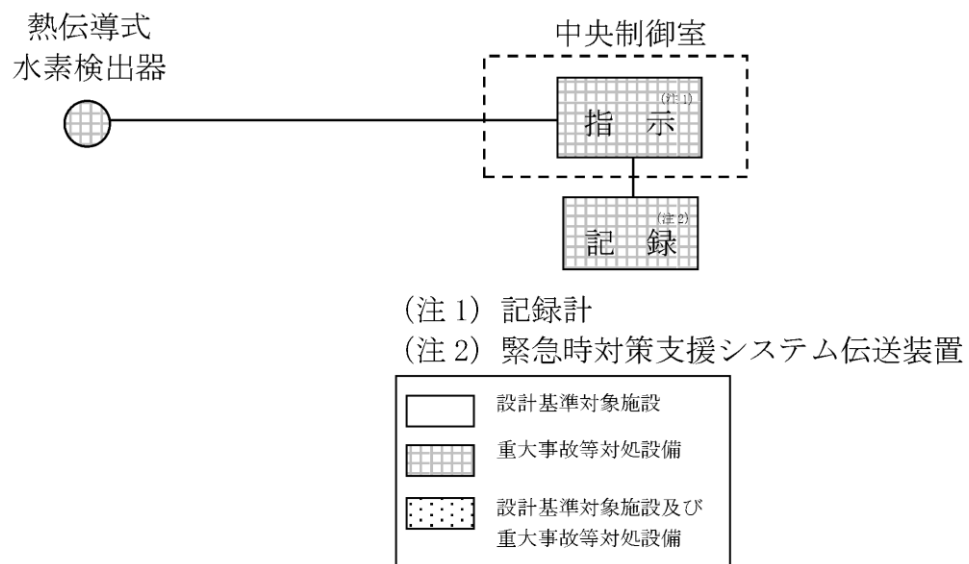 熱伝導式
水素検出器
中央制御室
指　示
(注1)
記　録
(注2)
(注 1) 記録計
(注 2) 緊急時対策支援システム伝送装置
設計基準対象施設
重大事故等対処設備
設計基準対象施設及び
重大事故等対処設備